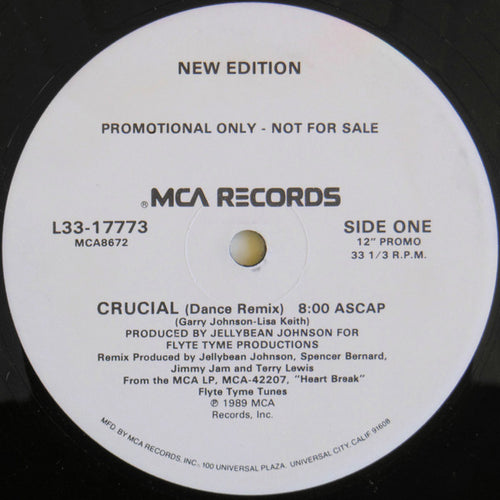 NEW EDITION
PROMOTIONAL ONLY - NOT FOR SALE
® MCA RECORDS
L33-17773
MCA8672
SIDE ONE
12" PROMO
33 1/3 R.P.M.
CRUCIAL (Dance Remix) 8:00 ASCAP
(Garry Johnson-Lisa Keith)
PRODUCED BY JELLYBEAN JOHNSON FOR
FLYTE TYME PRODUCTIONS
Remix Produced by Jellybean Johnson, Spencer Bernard,
Jimmy Jam and Terry Lewis
From the MCA LP, MCA-42207, "Heart Break"
Flyte Tyme Tunes
℗ 1989 MCA
Records, Inc.
MFD. BY MCA RECORDS, INC., 100 UNIVERSAL PLAZA. UNIVERSAL CITY, CALIF 91608